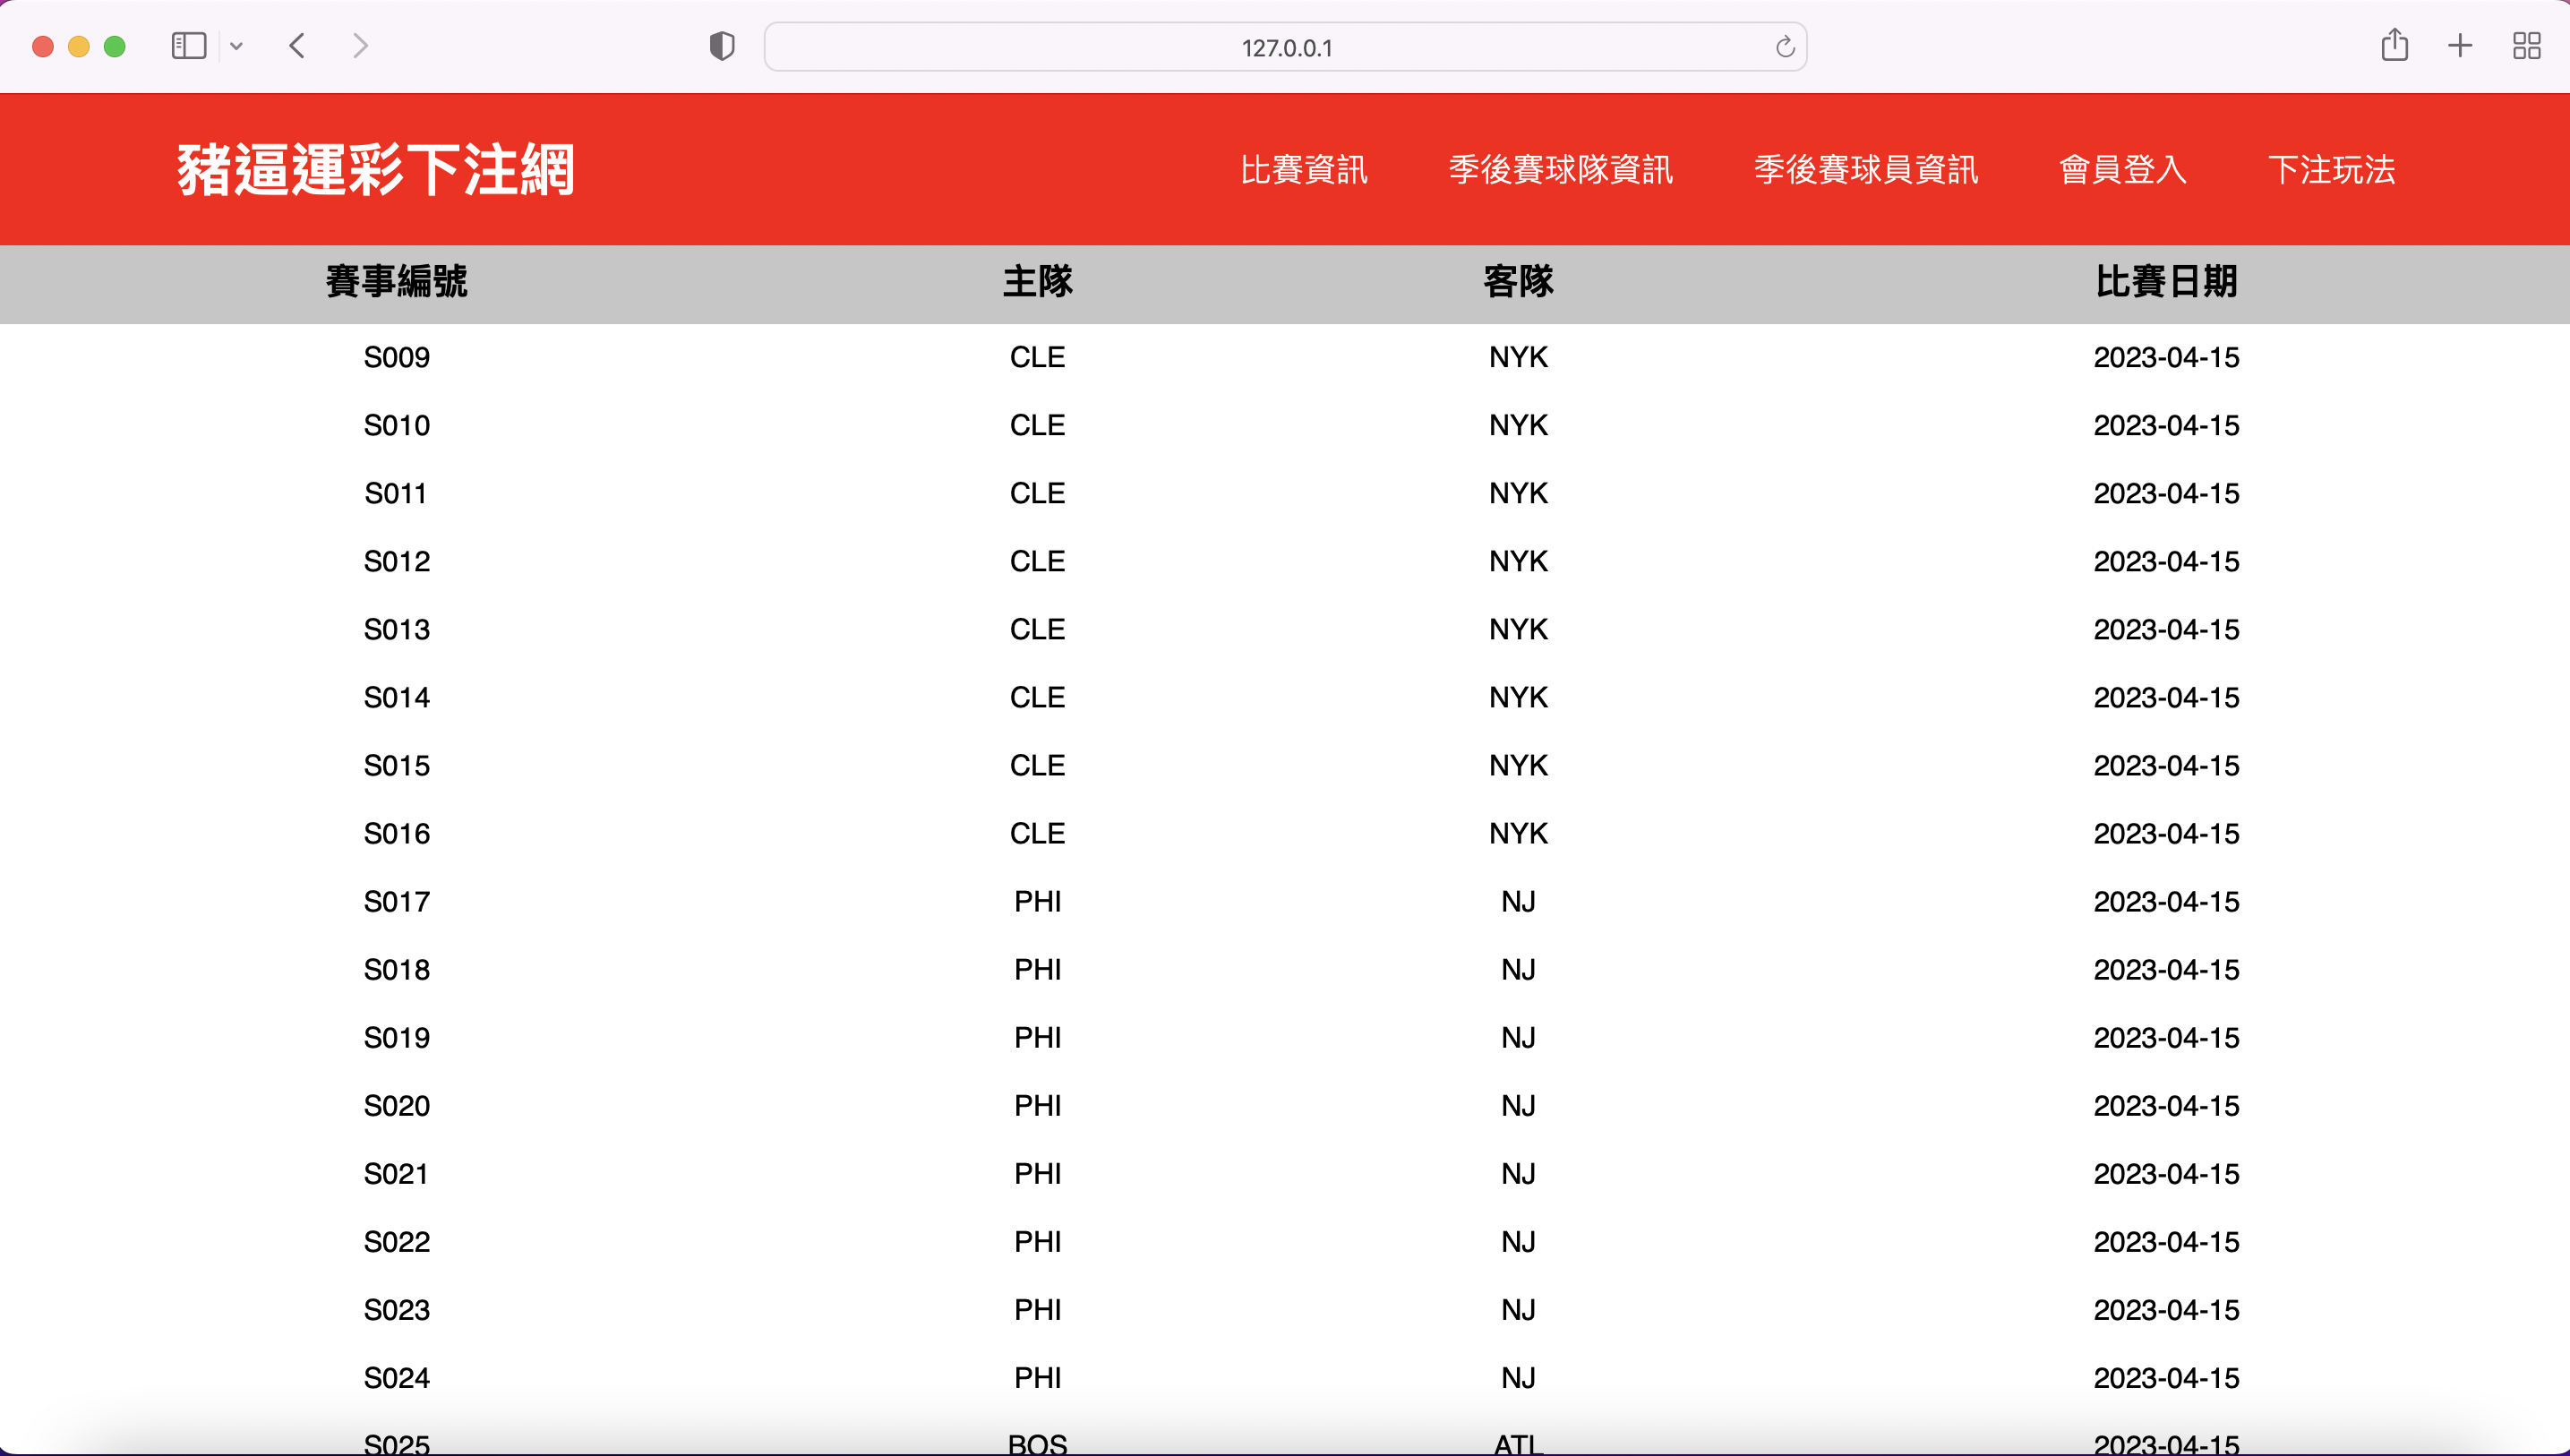 127.0.0.1
豬逼運彩下注網 比賽資訊 季後賽球隊資訊 季後賽球員資訊 會員登入 下注玩法
賽事編號 主隊 客隊 比賽日期
S009 CLE NYK 2023-04-15
S010 CLE NYK 2023-04-15
S011 CLE NYK 2023-04-15
S012 CLE NYK 2023-04-15
S013 CLE NYK 2023-04-15
S014 CLE NYK 2023-04-15
S015 CLE NYK 2023-04-15
S016 CLE NYK 2023-04-15
S017 PHI NJ 2023-04-15
S018 PHI NJ 2023-04-15
S019 PHI NJ 2023-04-15
S020 PHI NJ 2023-04-15
S021 PHI NJ 2023-04-15
S022 PHI NJ 2023-04-15
S023 PHI NJ 2023-04-15
S024 PHI NJ 2023-04-15
S025 BOS ATL 2023-04-15